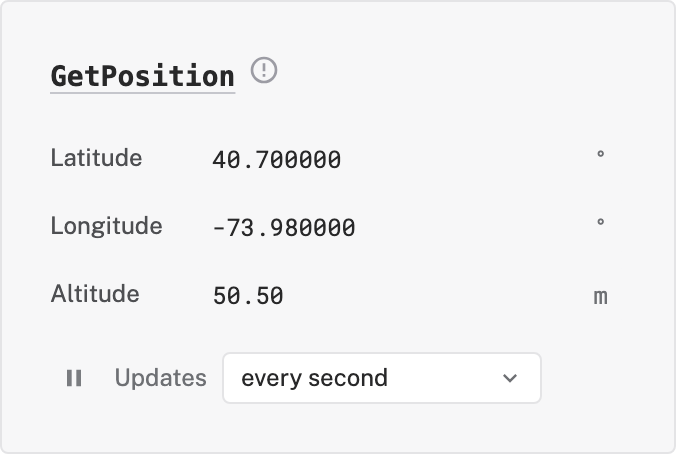 GetPosition
Latitude 40.700000 °
Longitude -73.980000 °
Altitude 50.50 m
Updates every second